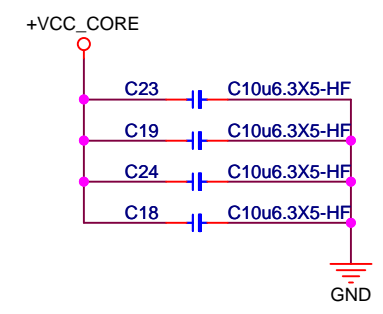 +VCC_CORE
C23 C10u6.3X5-HF
C19 C10u6.3X5-HF
C24 C10u6.3X5-HF
C18 C10u6.3X5-HF
GND